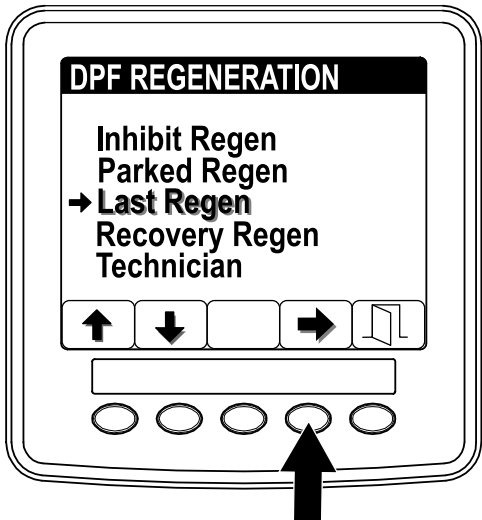 DPF REGENERATION
Inhibit Regen
Parked Regen
Last Regen
Recovery Regen
Technician